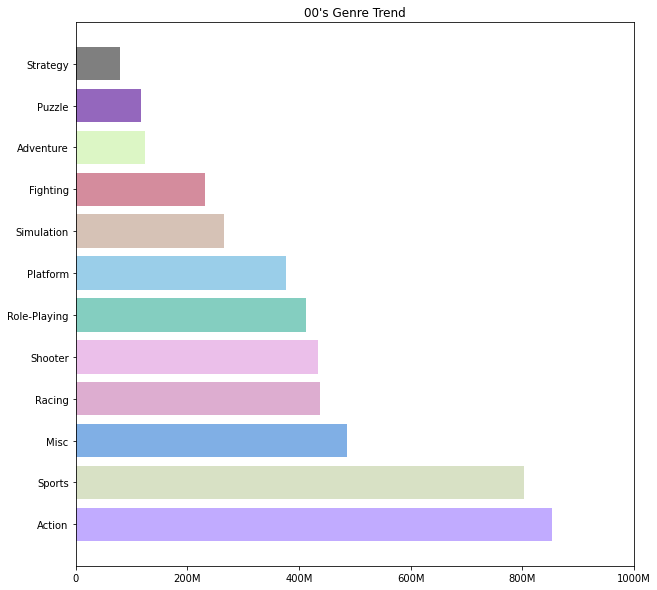 00's Genre Trend
Strategy
Puzzle
Adventure
Fighting
Simulation
Platform
Role-Playing
Shooter
Racing
Misc
Sports
Action
0 200M 400M 600M 800M 1000M